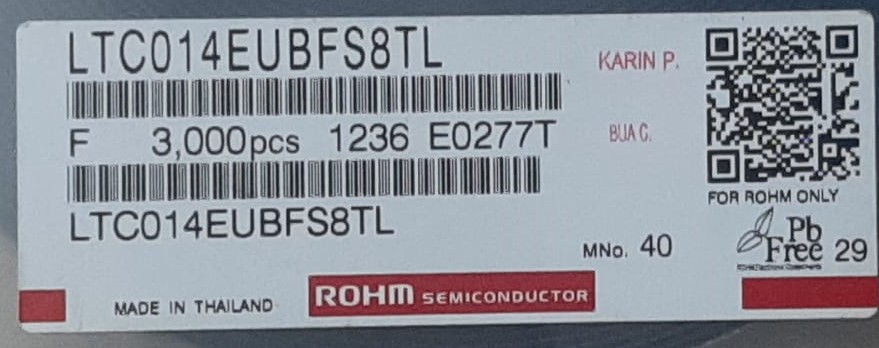 LTC014EUBFS8TL
KARIN P.
F 3,000pcs 1236 E0277T
BUA C.
FOR ROHM ONLY
LTC014EUBFS8TL
MNo. 40
Pb
Free 29
MADE IN THAILAND
ROHM SEMICONDUCTOR